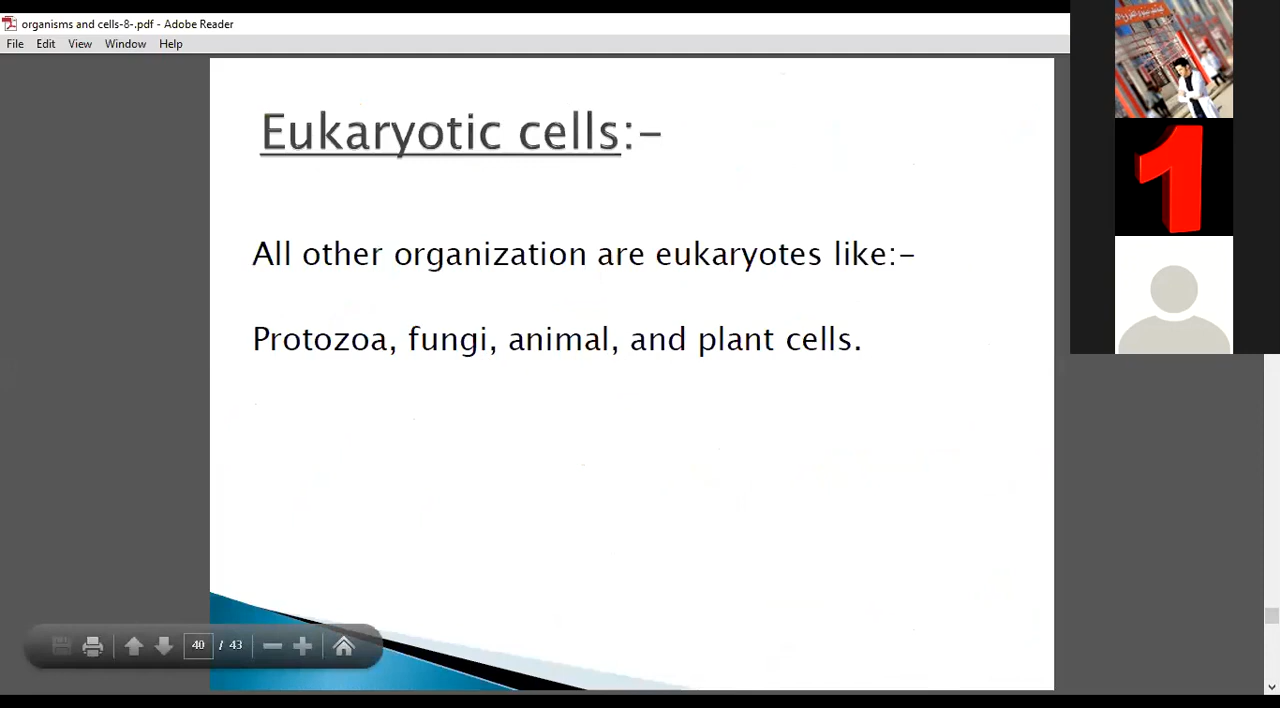 organisms and cells-8-.pdf - Adobe Reader
File Edit View Window Help
Eukaryotic cells:-
All other organization are eukaryotes like:-
Protozoa, fungi, animal, and plant cells.
40 / 43
1